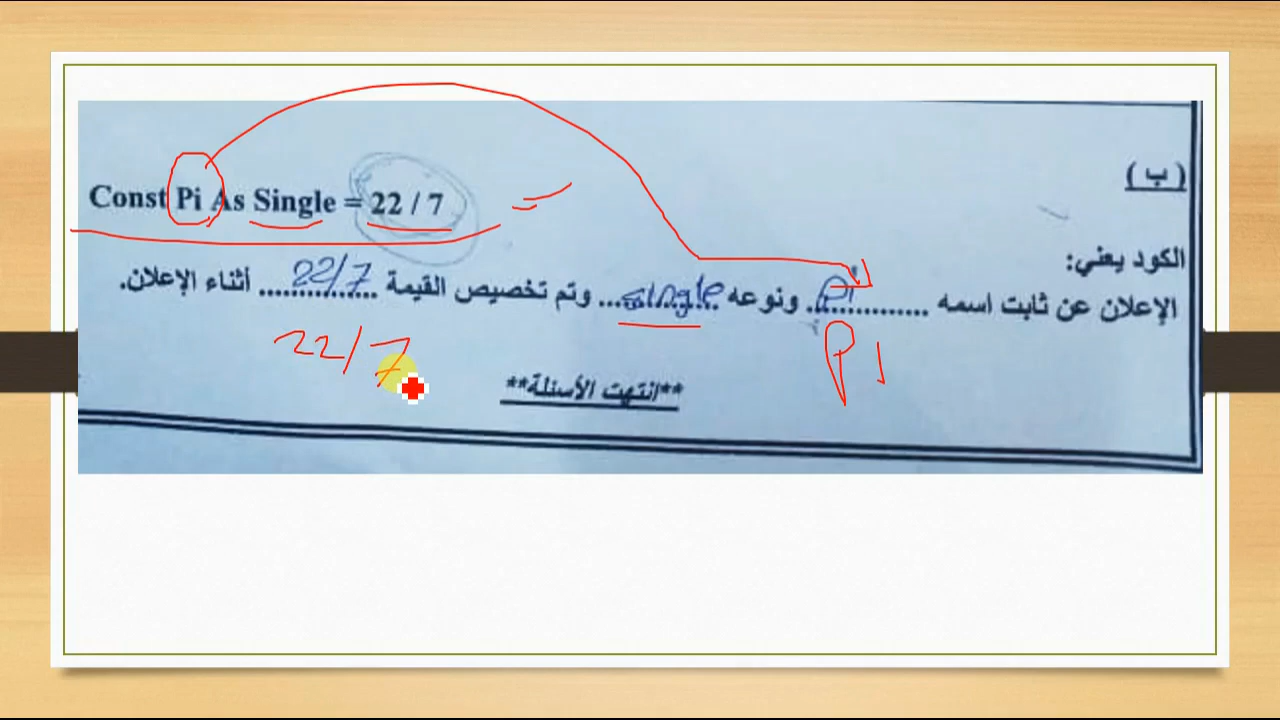 ( ب )
Const Pi As Single = 22 / 7
الكود يعني:
الإعلان عن ثابت اسمه .....Pi....... ونوعه ...single... وتم تخصيص القيمة ...22/7... أثناء الإعلان.
22/7
Pi
**انتهت الأسئلة**